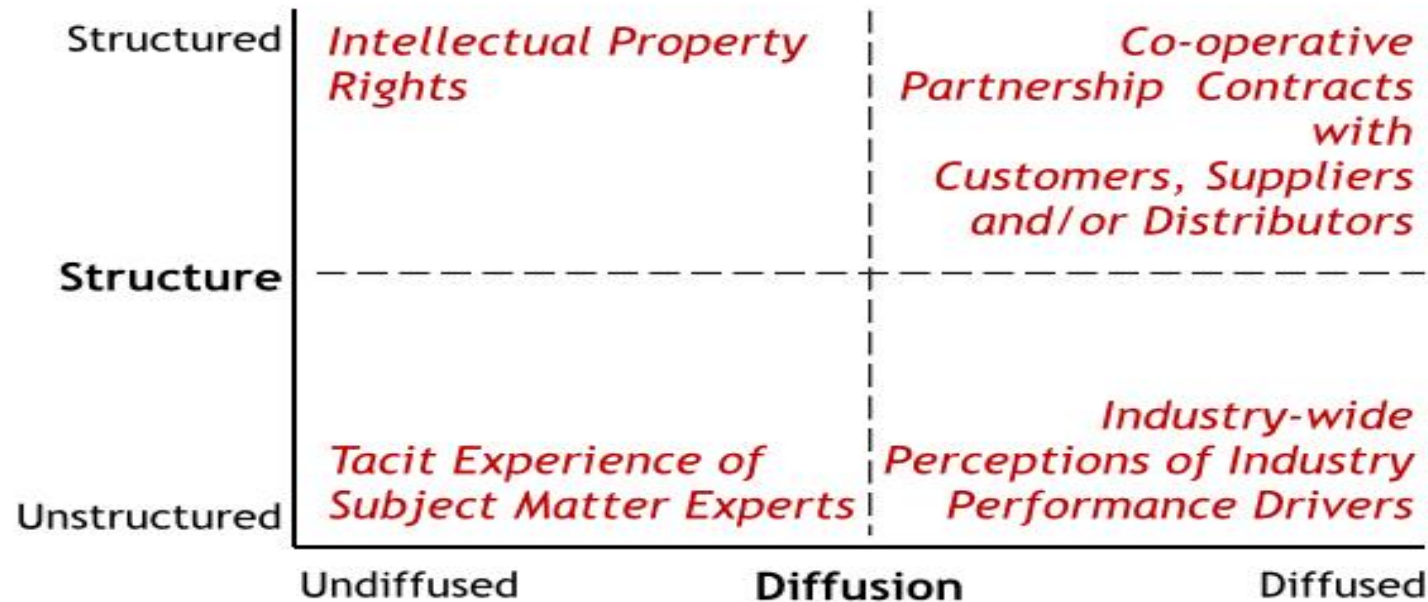 Structured
Intellectual Property
Rights
Co-operative
Partnership Contracts
with
Customers, Suppliers
and/or Distributors
Structure
Tacit Experience of
Subject Matter Experts
Industry-wide
Perceptions of Industry
Performance Drivers
Unstructured
Undiffused
Diffusion
Diffused